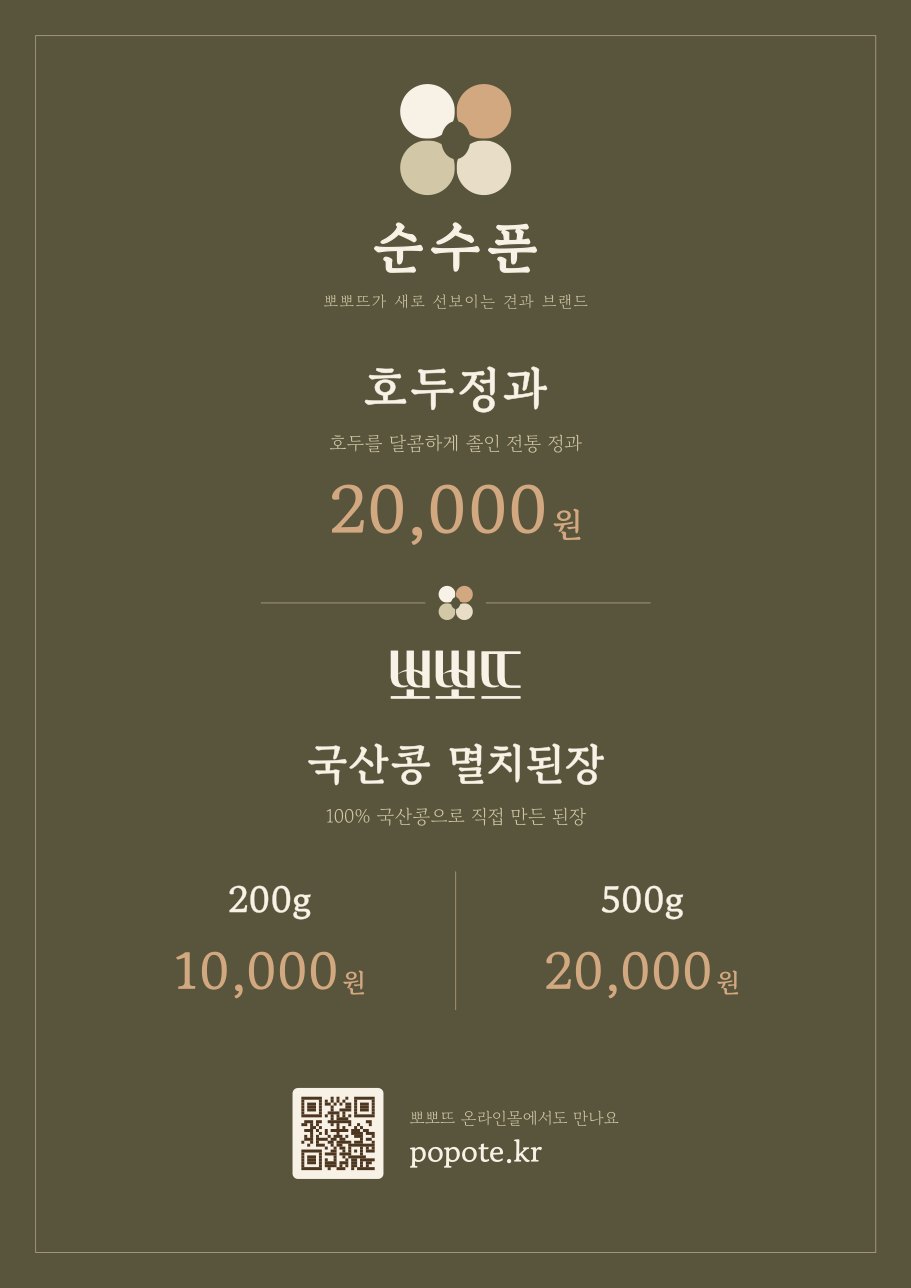 순수푼
뽀뽀뜨가 새로 선보이는 견과 브랜드
호두정과
호두를 달콤하게 졸인 전통 정과
20,000원
뽀뽀뜨
국산콩 멸치된장
100% 국산콩으로 직접 만든 된장
200g
10,000원
500g
20,000원
뽀뽀뜨 온라인몰에서도 만나요
popote.kr